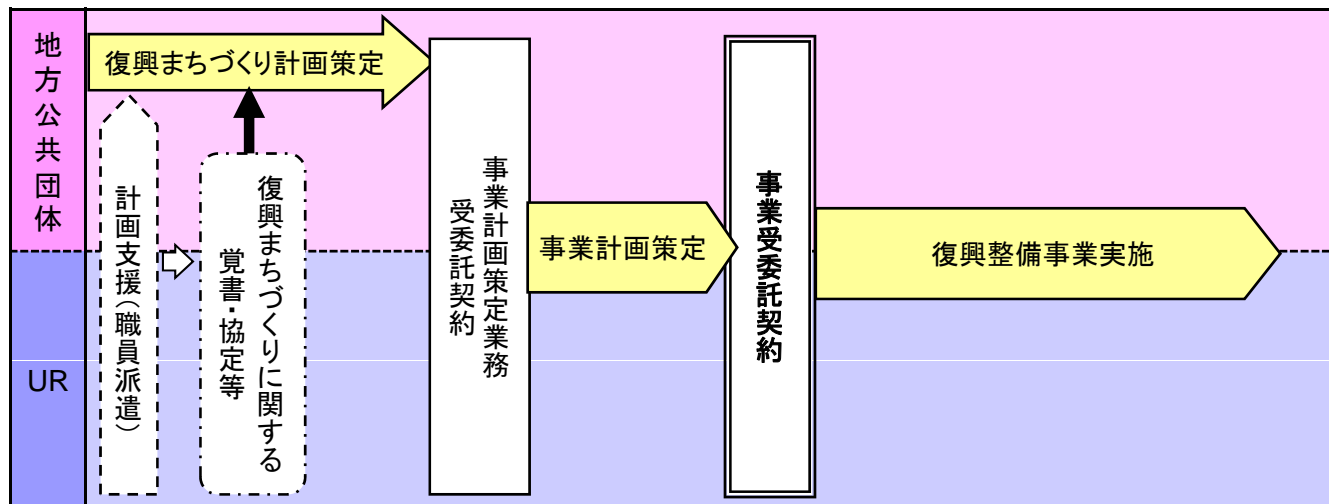 地方公共団体
復興まちづくり計画策定
計画支援（職員派遣）
復興まちづくりに関する
覚書・協定等
事業計画策定業務
受委託契約
事業計画策定
事業受委託契約
復興整備事業実施
UR